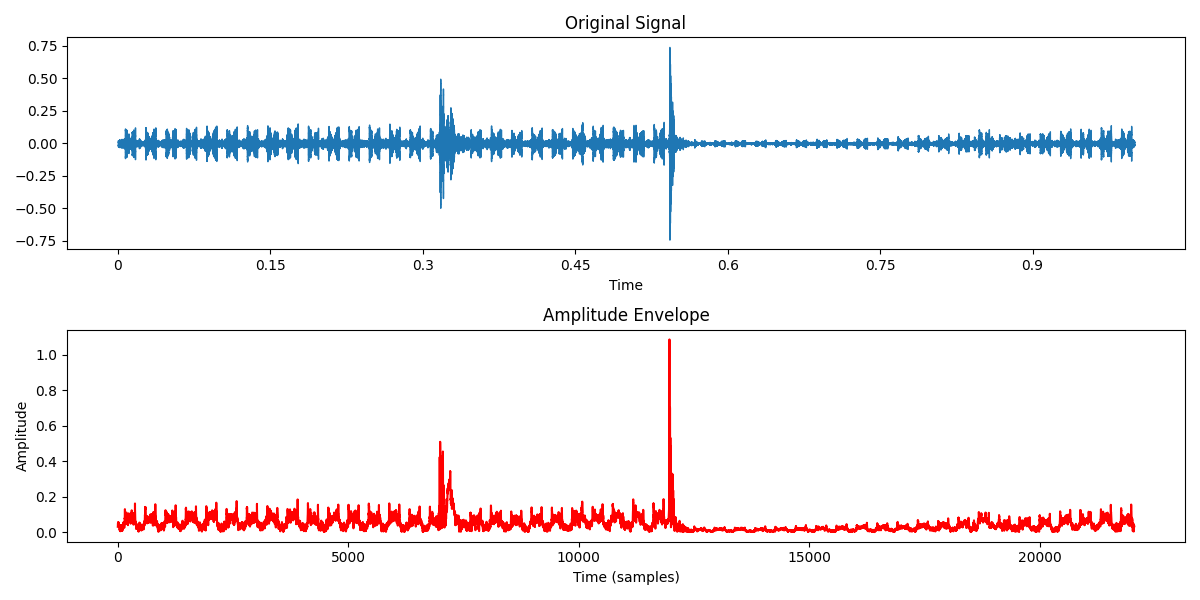 Original Signal
0.75
0.50
0.25
0.00
−0.25
−0.50
−0.75
0 0.15 0.3 0.45 0.6 0.75 0.9
Time
Amplitude Envelope
Amplitude
1.0
0.8
0.6
0.4
0.2
0.0
0 5000 10000 15000 20000
Time (samples)